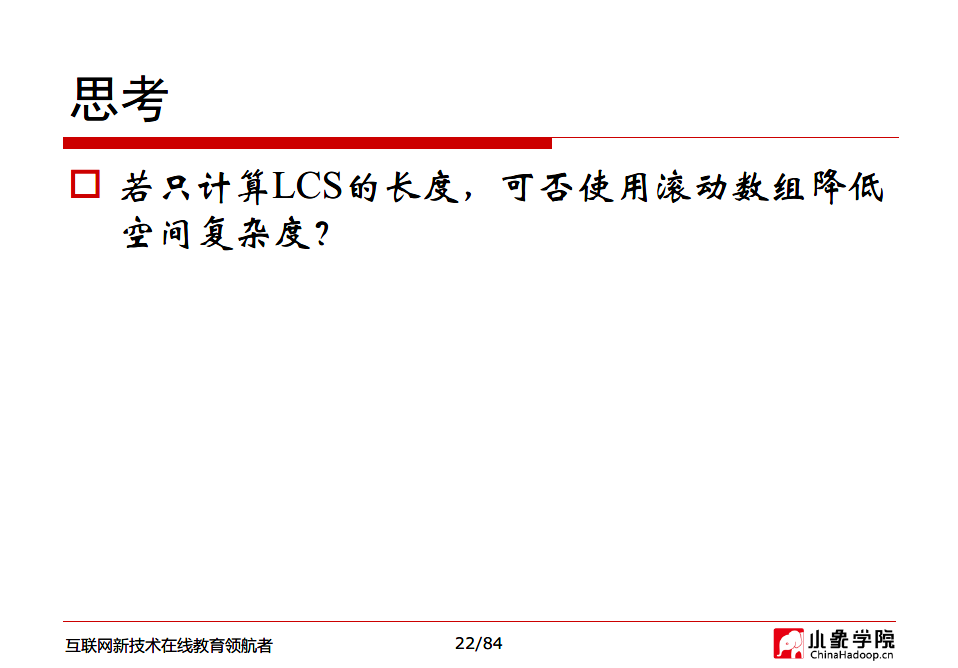 思考
若只计算LCS的长度，可否使用滚动数组降低
空间复杂度？
互联网新技术在线教育领航者
22/84
小象学院
ChinaHadoop.cn